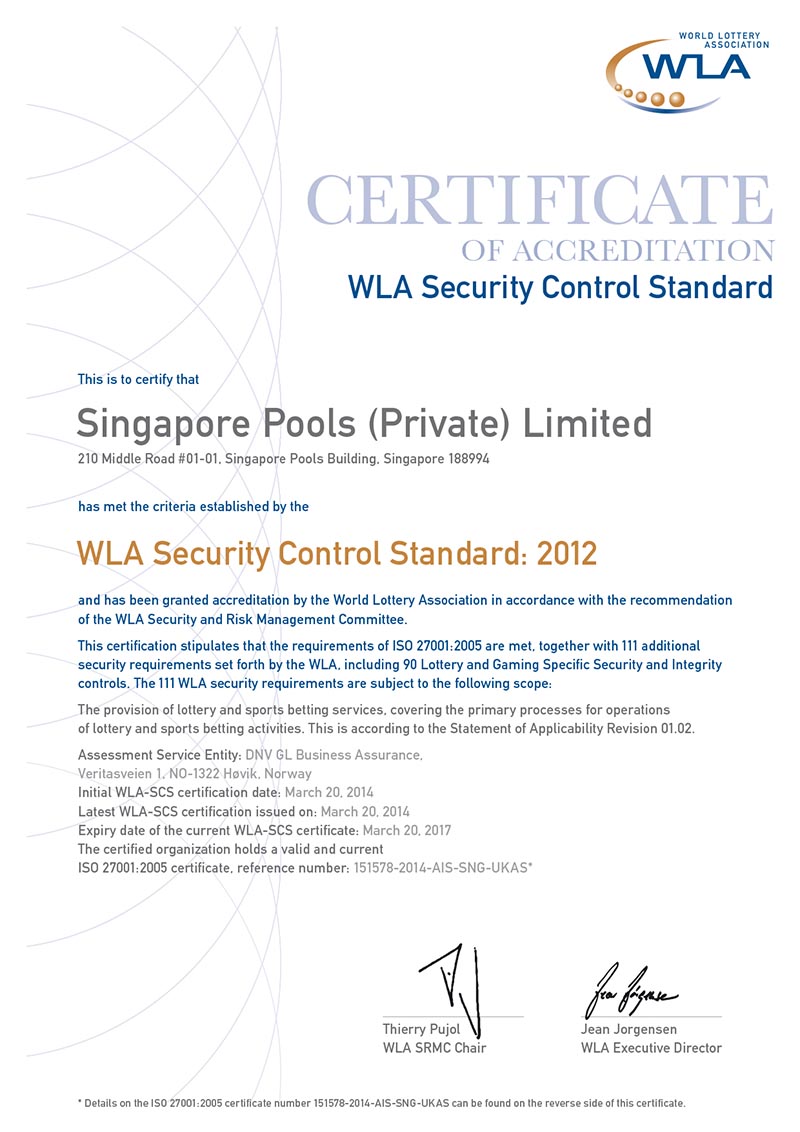 WORLD LOTTERY
ASSOCIATION
WLA
CERTIFICATE
OF ACCREDITATION
WLA Security Control Standard
This is to certify that
Singapore Pools (Private) Limited
210 Middle Road #01-01, Singapore Pools Building, Singapore 188994
has met the criteria established by the
WLA Security Control Standard: 2012
and has been granted accreditation by the World Lottery Association in accordance with the recommendation
of the WLA Security and Risk Management Committee.
This certification stipulates that the requirements of ISO 27001:2005 are met, together with 111 additional
security requirements set forth by the WLA, including 90 Lottery and Gaming Specific Security and Integrity
controls. The 111 WLA security requirements are subject to the following scope:
The provision of lottery and sports betting services, covering the primary processes for operations
of lottery and sports betting activities. This is according to the Statement of Applicability Revision 01.02.
Assessment Service Entity: DNV GL Business Assurance,
Veritasveien 1, NO-1322 Høvik, Norway
Initial WLA-SCS certification date: March 20, 2014
Latest WLA-SCS certification issued on: March 20, 2014
Expiry date of the current WLA-SCS certificate: March 20, 2017
The certified organization holds a valid and current
ISO 27001:2005 certificate, reference number: 151578-2014-AIS-SNG-UKAS*
Jean Jorgense
Thierry Pujol
WLA SRMC Chair
Jean Jorgensen
WLA Executive Director
* Details on the ISO 27001:2005 certificate number 151578-2014-AIS-SNG-UKAS can be found on the reverse side of this certificate.